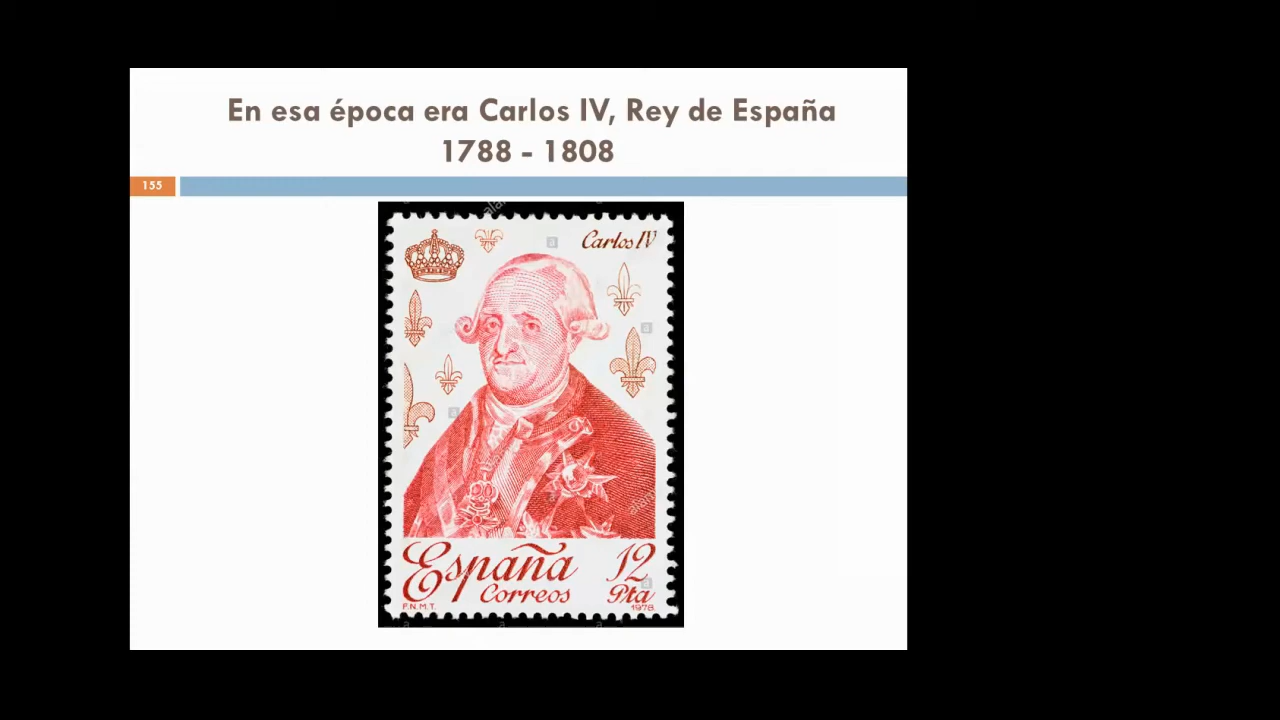 En esa época era Carlos IV, Rey de España
1788 - 1808
155
Carlos IV
España 12
Correos Pta
F.N.M.T. 1978